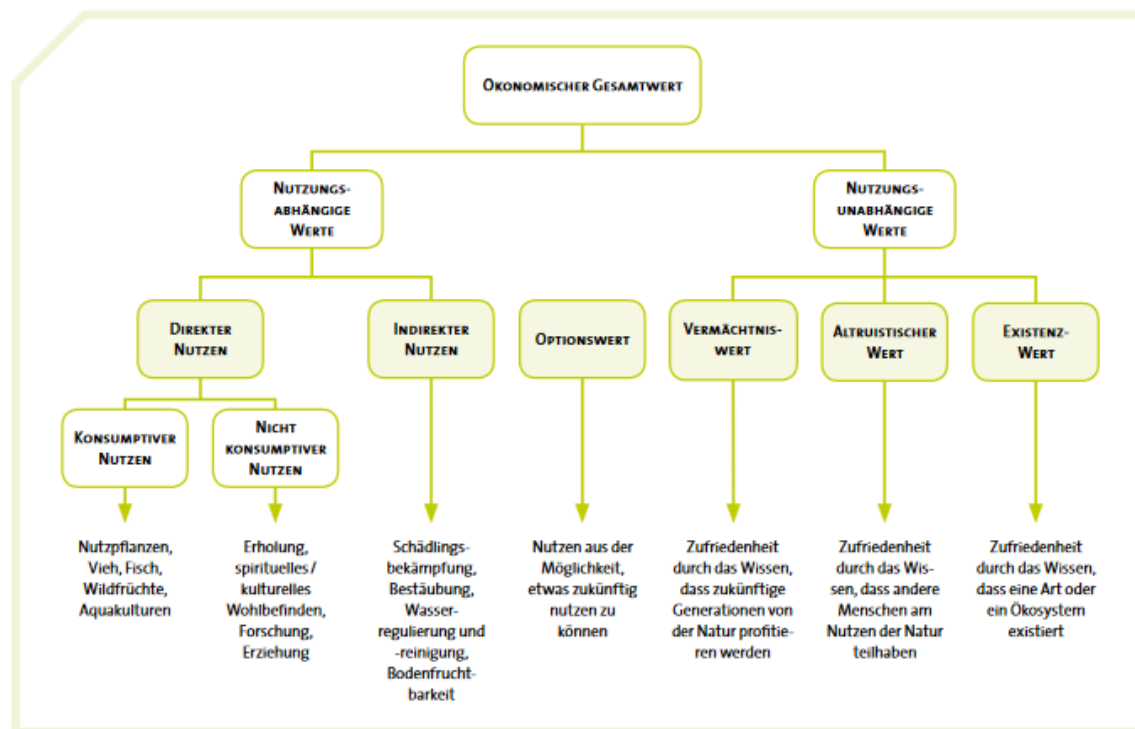 Ökonomischer Gesamtwert
Nutzungs-
abhängige
Werte
Nutzungs-
unabhängige
Werte
Direkter
Nutzen
Indirekter
Nutzen
Optionswert
Vermächtnis-
wert
Altruistischer
Wert
Existenz-
Wert
Konsumptiver
Nutzen
Nicht
konsumptiver
Nutzen
Nutzpflanzen,
Vieh, Fisch,
Wildfrüchte,
Aquakulturen
Erholung,
spirituelles/
kulturelles
Wohlbefinden,
Forschung,
Erziehung
Schädlings-
bekämpfung,
Bestäubung,
Wasser-
regulierung und
-reinigung,
Bodenfrucht-
barkeit
Nutzen aus der
Möglichkeit,
etwas zukünftig
nutzen zu
können
Zufriedenheit
durch das Wissen,
dass zukünftige
Generationen von
der Natur profitie-
ren werden
Zufriedenheit
durch das Wis-
sen, dass andere
Menschen am
Nutzen der Natur
teilhaben
Zufriedenheit
durch das Wissen,
dass eine Art oder
ein Ökosystem
existiert